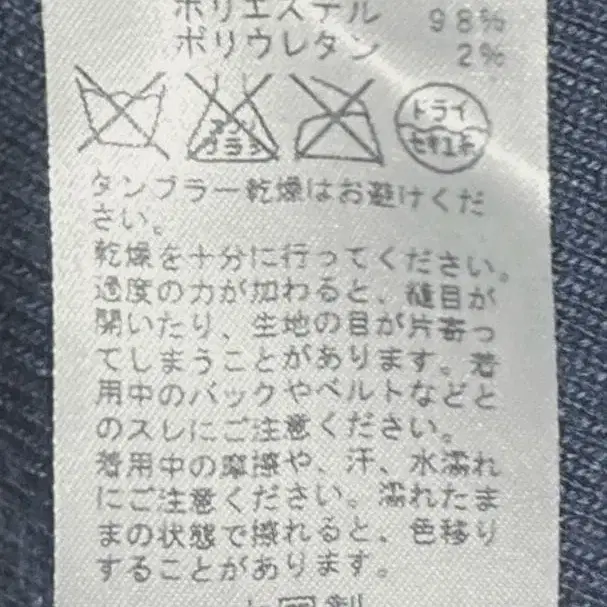 ポリエステル 98%
ポリウレタン 2%
エンソ サラシ ドライ
セキユ系
タンブラー乾燥はお避けくだ
さい。
乾燥を十分に行ってください。
過度の力が加わると、縫目が
開いたり、生地の目が片寄っ
てしまうことがあります。着
用中のバックやベルトなどと
のスレにご注意ください。
着用中の摩擦や、汗、水濡れ
にご注意ください。濡れたま
まの状態で擦れると、色移り
することがあります。